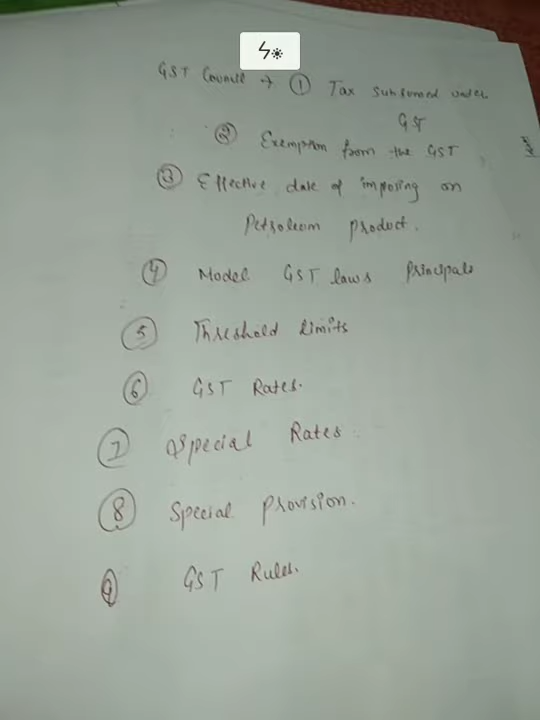 GST Council → ① Tax subsumed under
GST
② Exemption from the GST
③ Effective date of imposing on
Petroleum product.
④ Model GST laws principals
⑤ Threshold limits
⑥ GST Rates.
⑦ Special Rates
⑧ Special provision.
⑨ GST Rules.